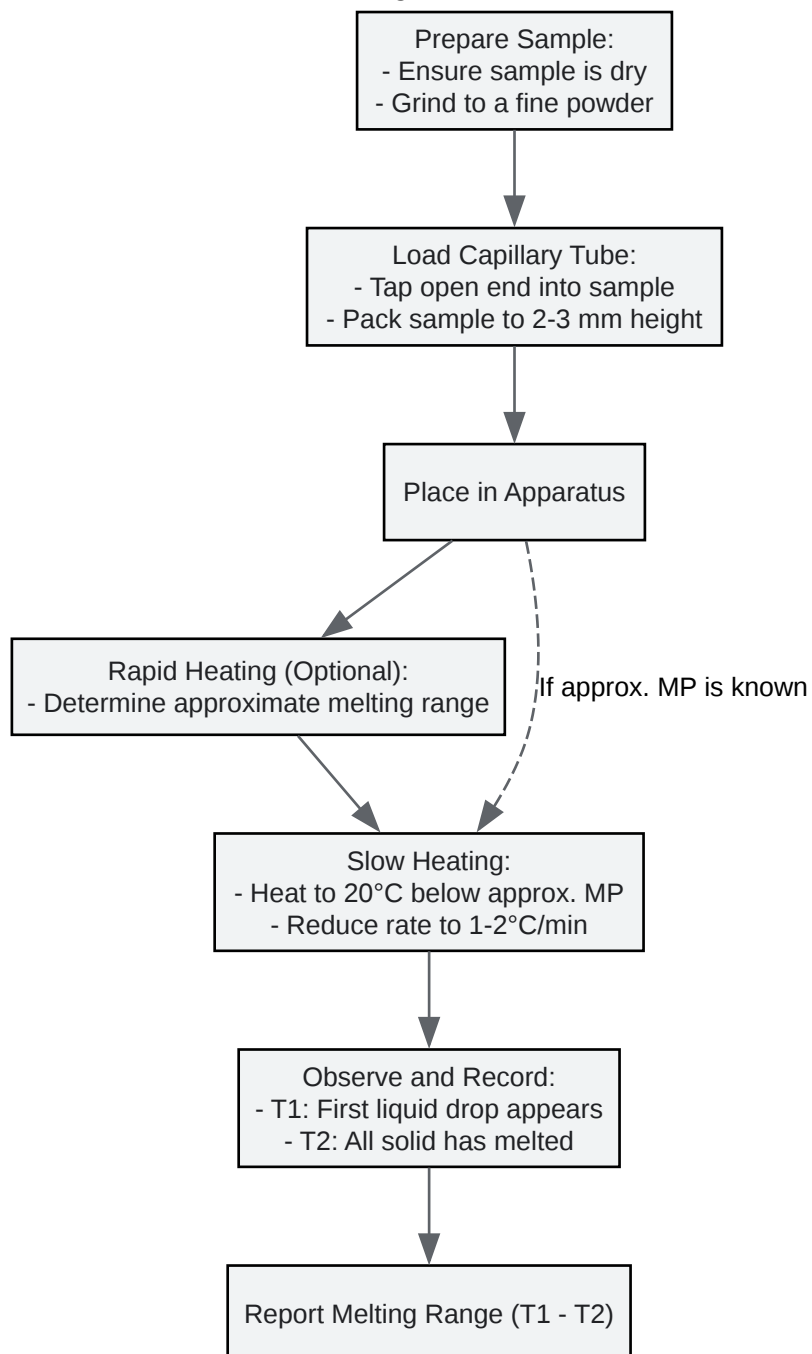 Prepare Sample:
- Ensure sample is dry
- Grind to a fine powder
Load Capillary Tube:
- Tap open end into sample
- Pack sample to 2-3 mm height
Place in Apparatus
Rapid Heating (Optional):
- Determine approximate melting range
If approx. MP is known
Slow Heating:
- Heat to 20°C below approx. MP
- Reduce rate to 1-2°C/min
Observe and Record:
- T1: First liquid drop appears
- T2: All solid has melted
Report Melting Range (T1 - T2)